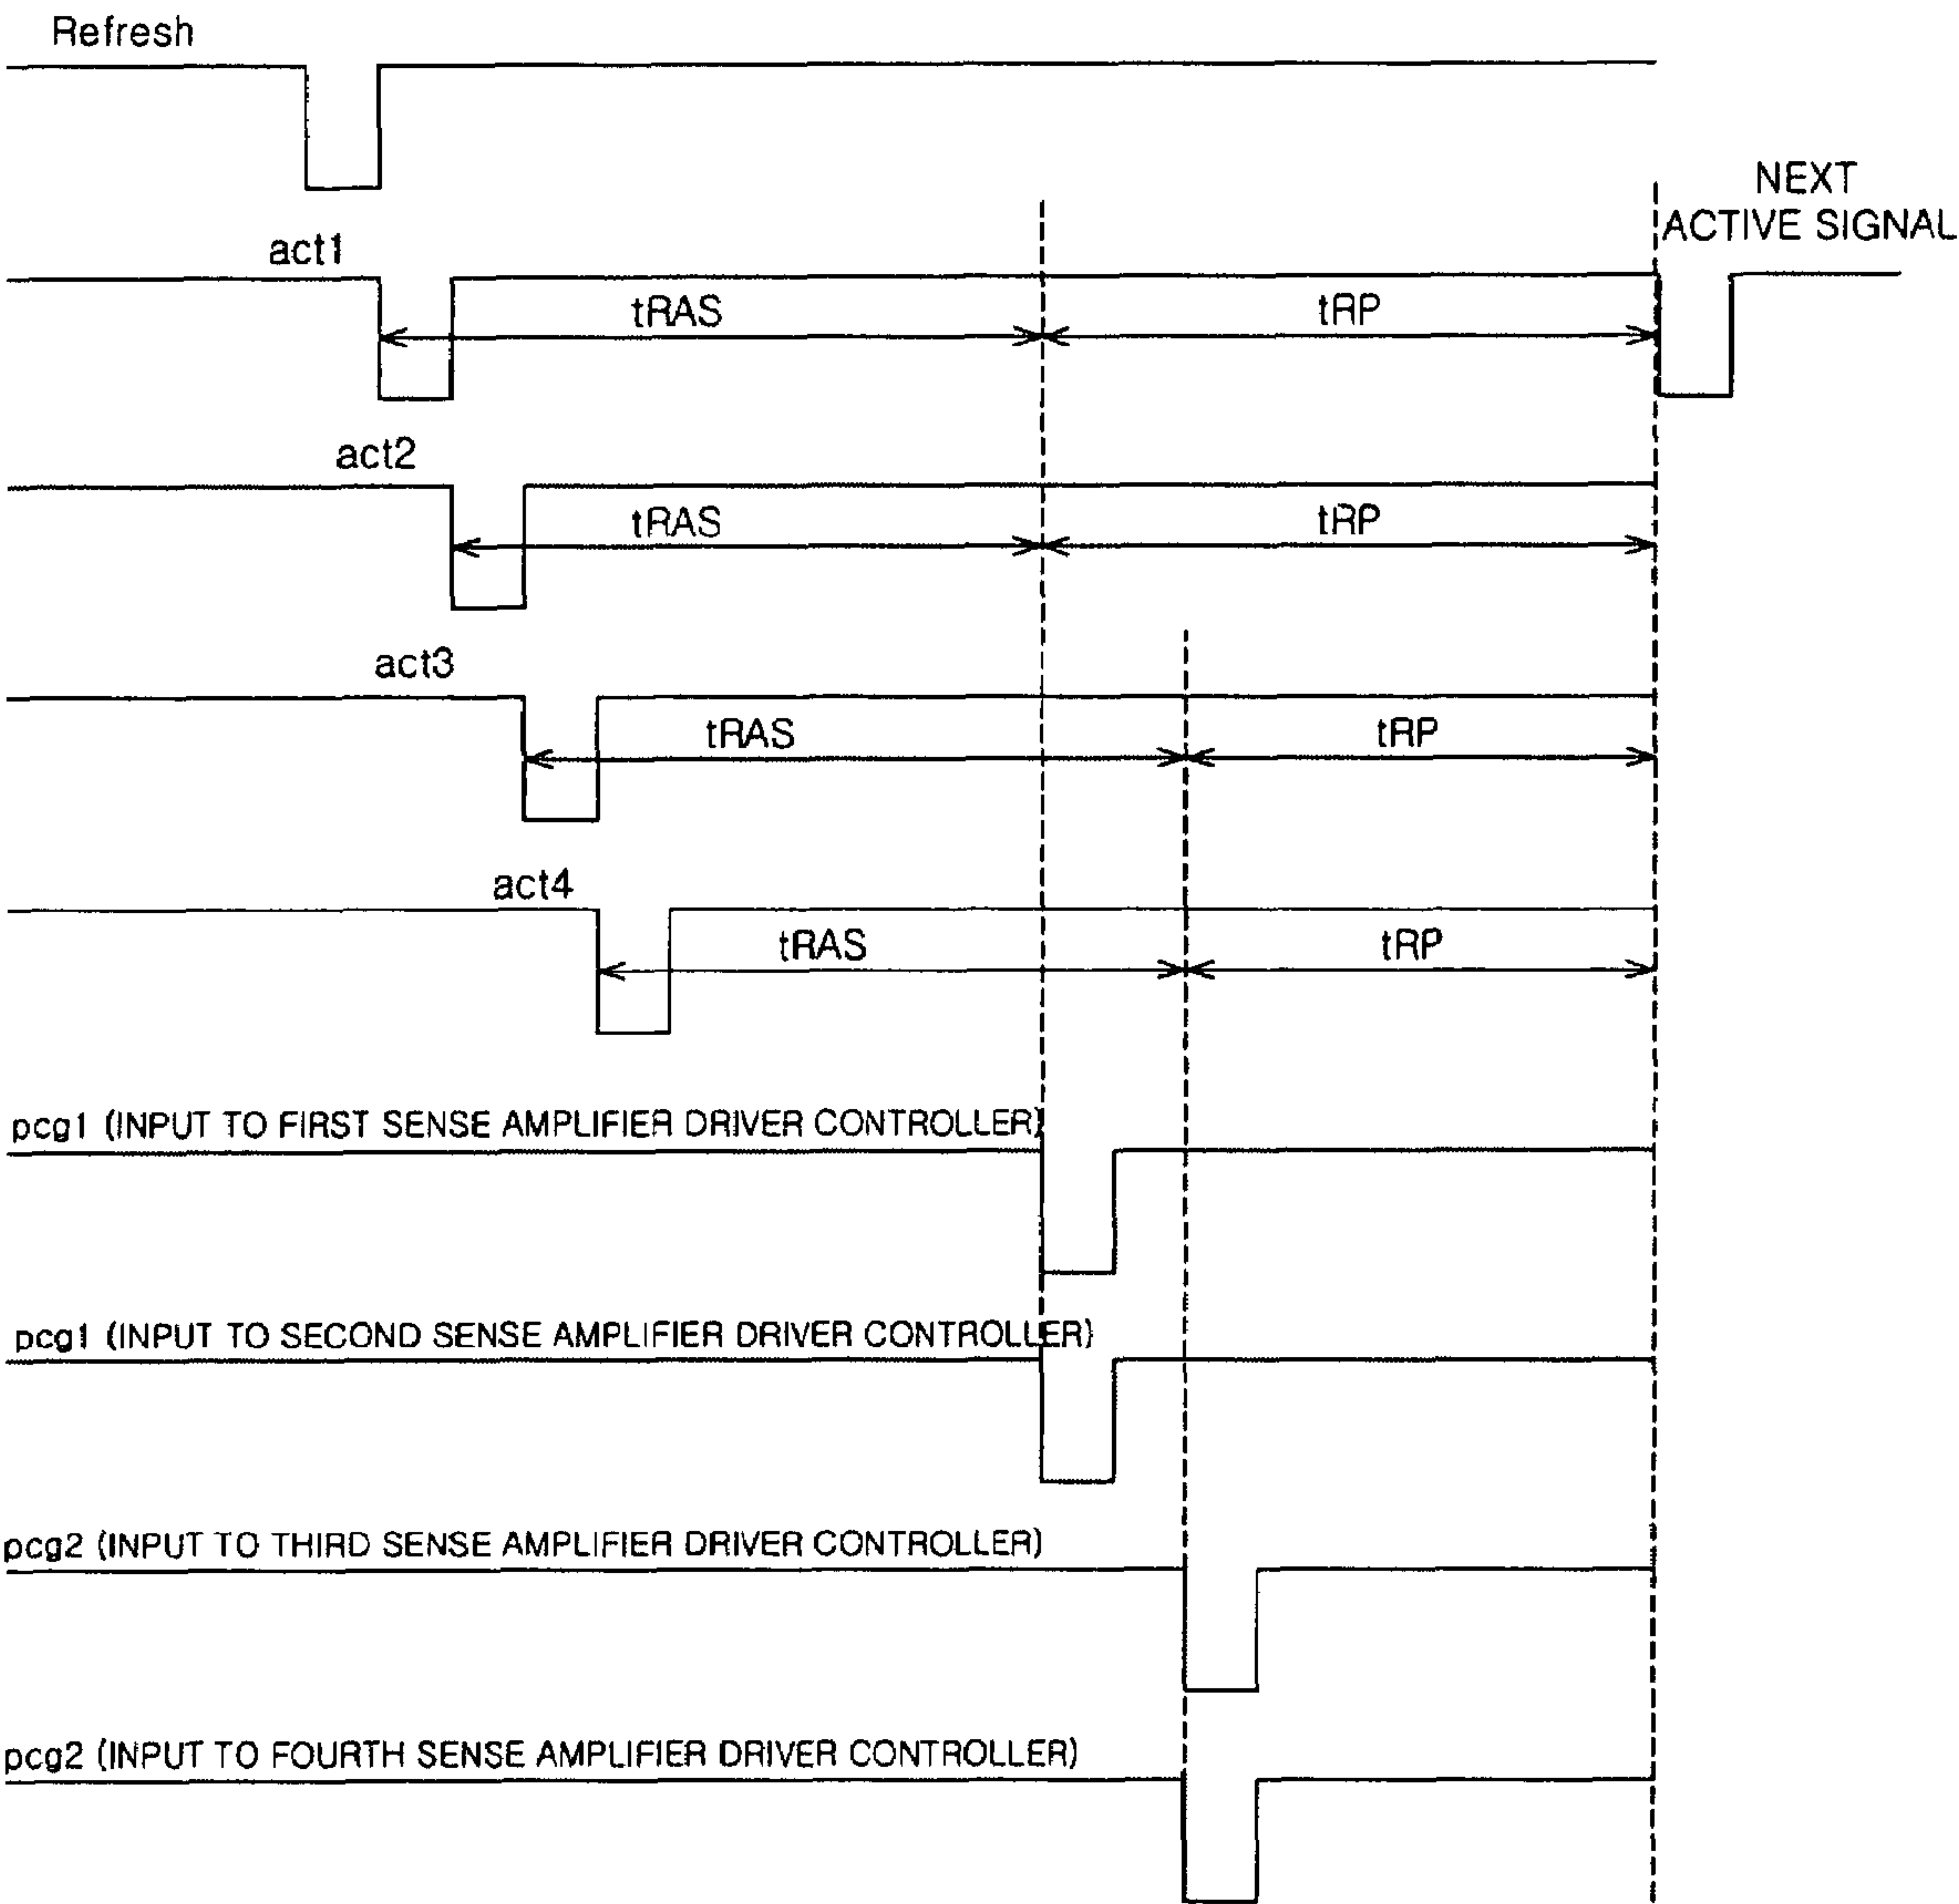 Refresh
NEXT
ACTIVE SIGNAL
act1
tRAS
tRP
act2
tRAS
tRP
act3
tRAS
tRP
act4
tRAS
tRP
pcg1 (INPUT TO FIRST SENSE AMPLIFIER DRIVER CONTROLLER)
pcg1 (INPUT TO SECOND SENSE AMPLIFIER DRIVER CONTROLLER)
pcg2 (INPUT TO THIRD SENSE AMPLIFIER DRIVER CONTROLLER)
pcg2 (INPUT TO FOURTH SENSE AMPLIFIER DRIVER CONTROLLER)